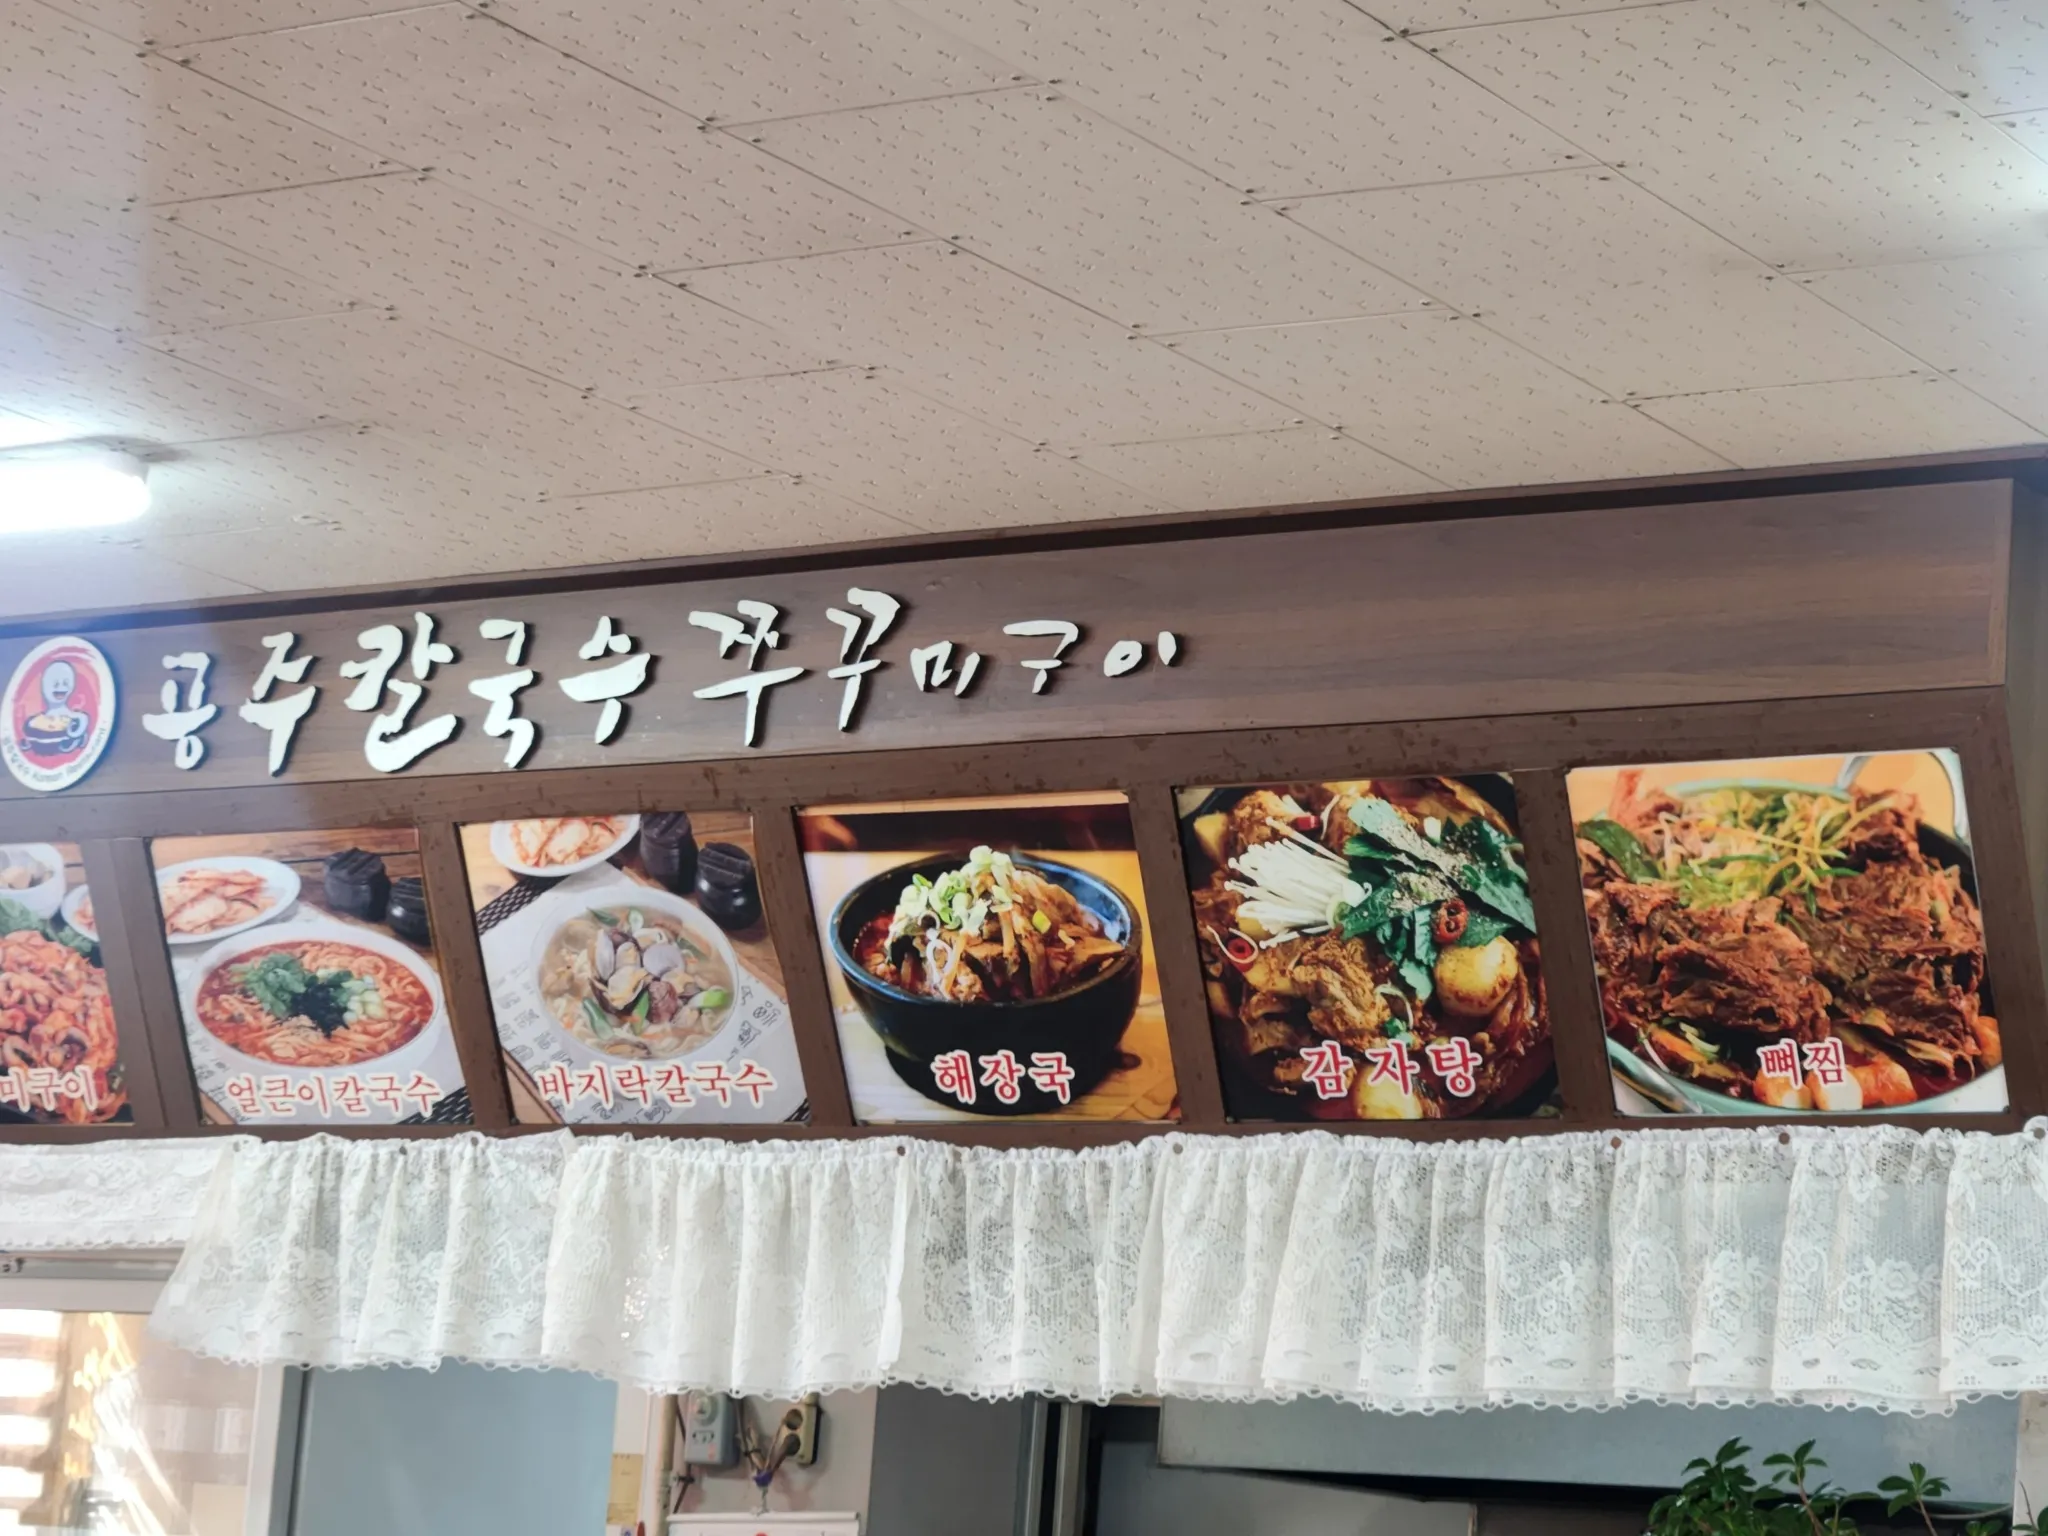 공주칼국수 쭈꾸미구이
미구이
얼큰이칼국수
바지락칼국수
해장국
감자탕
뼈찜